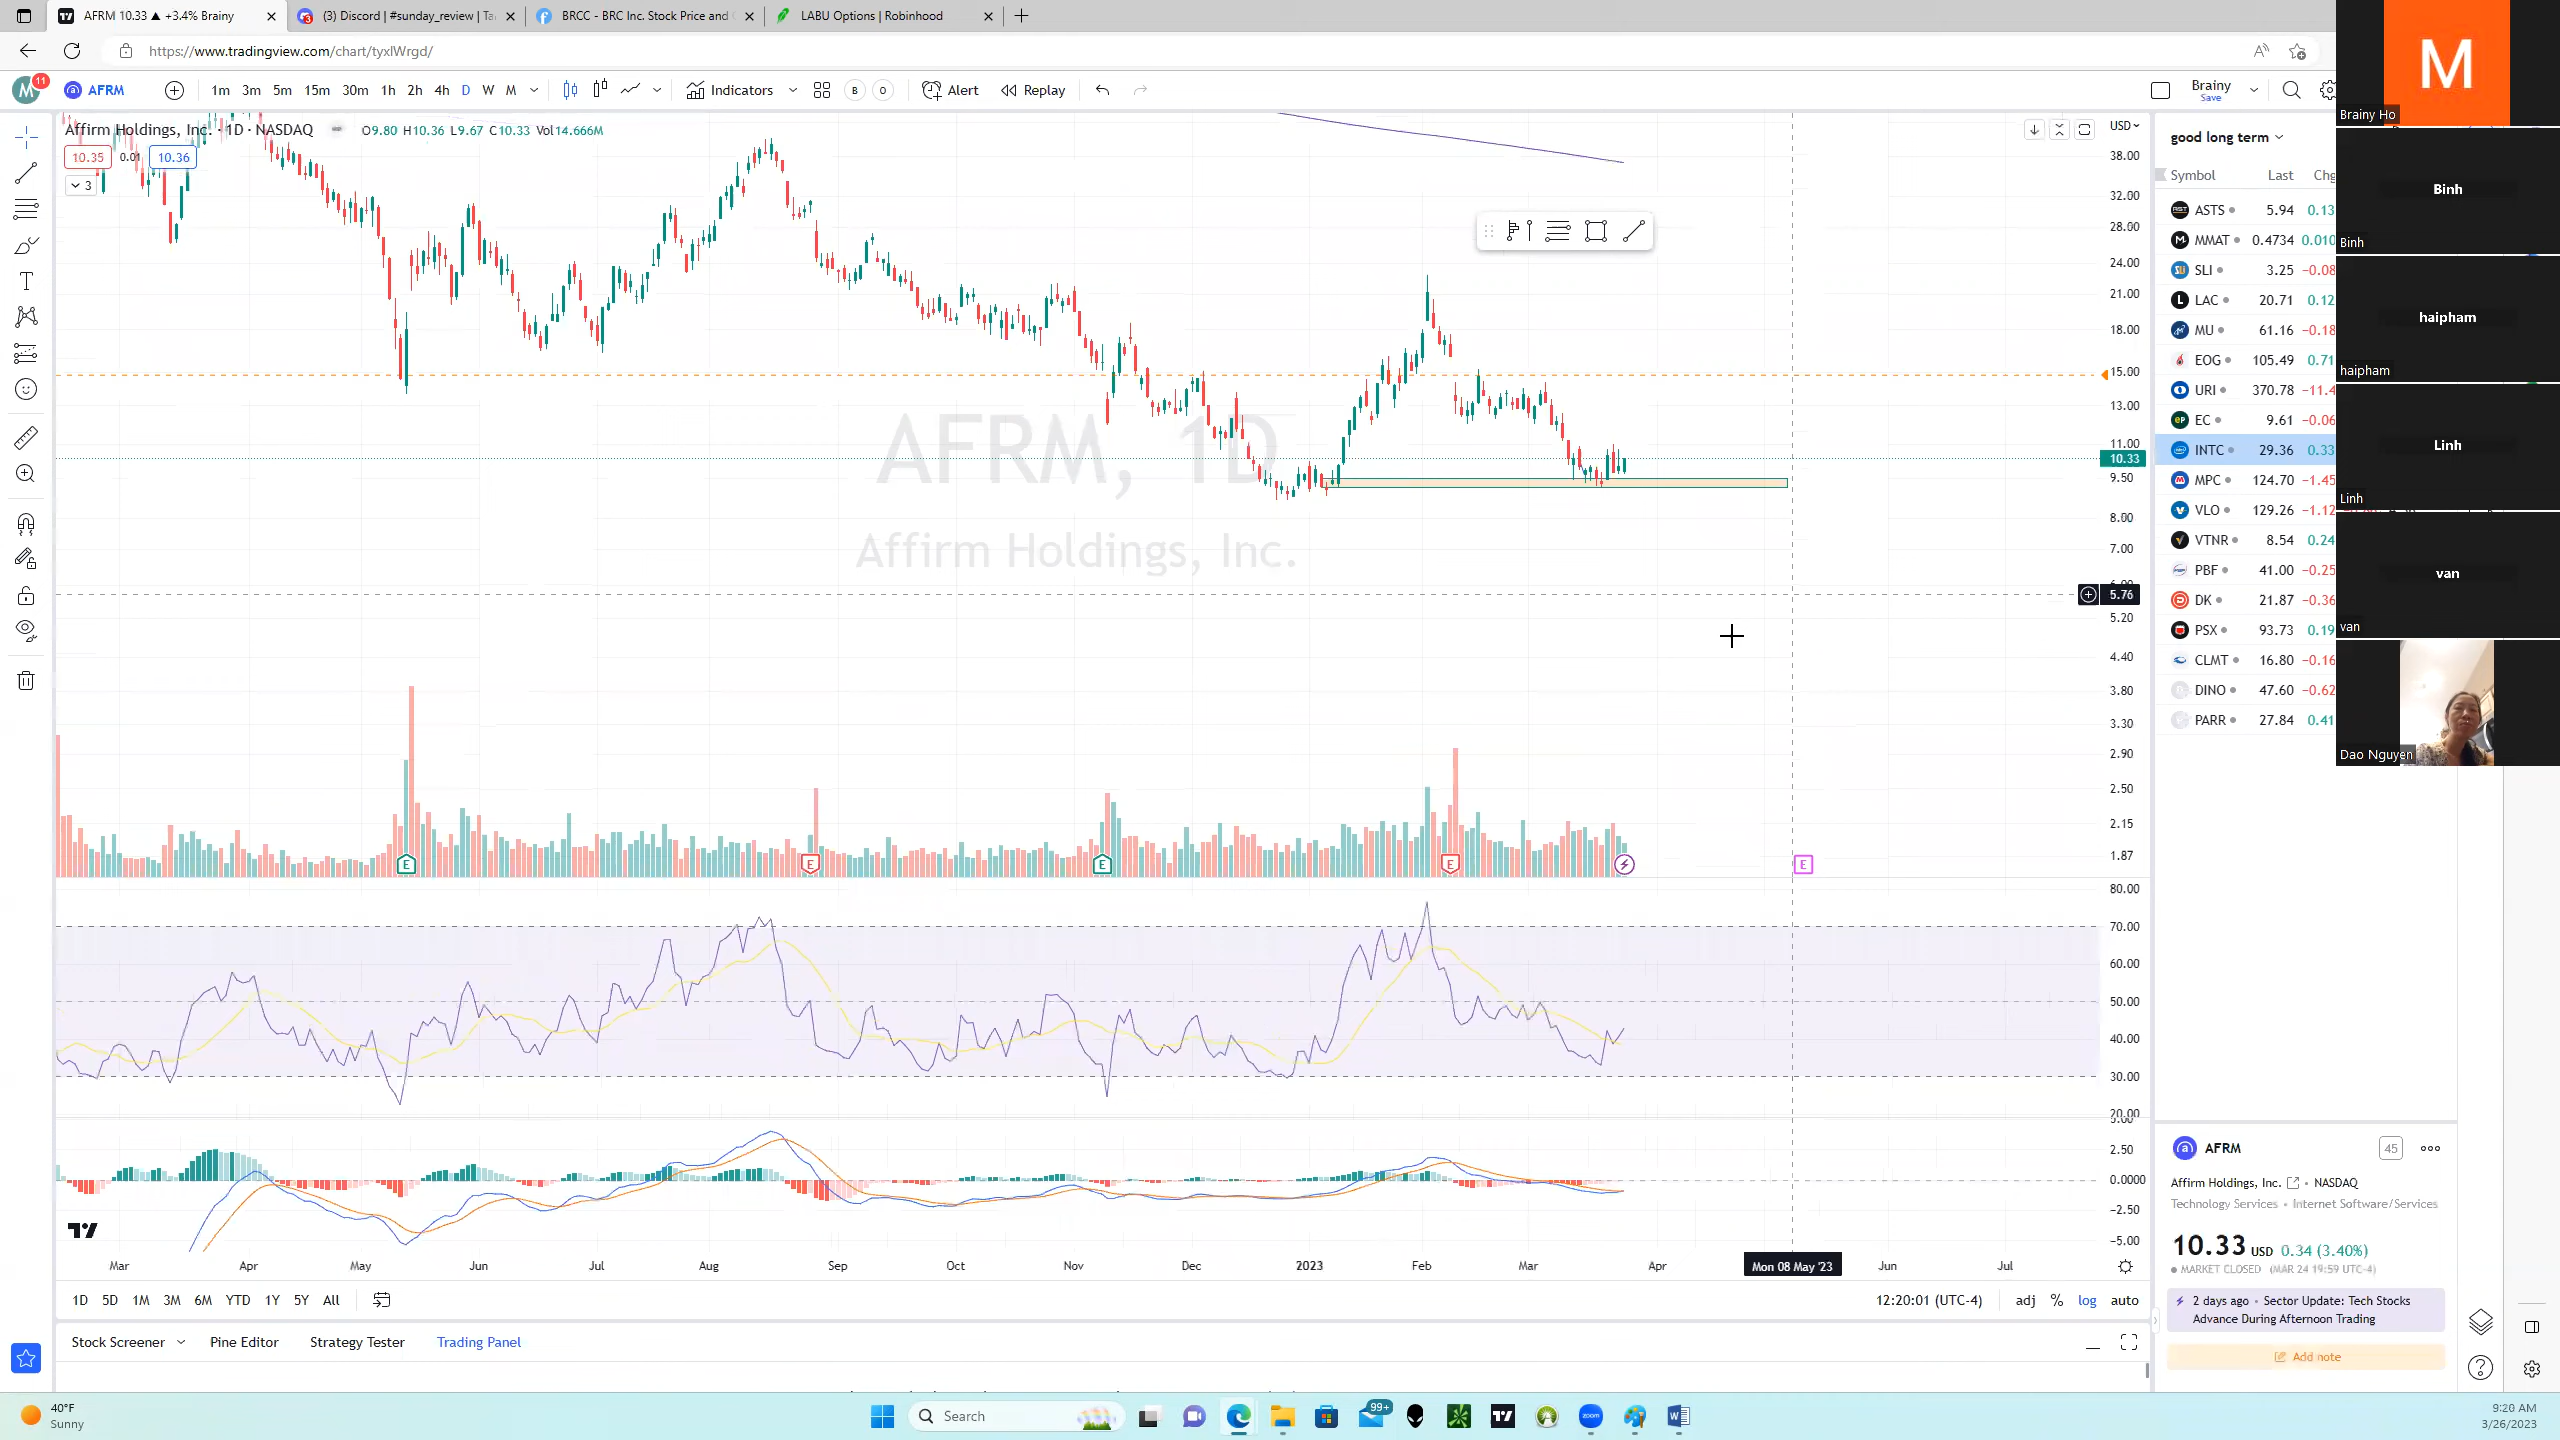 AFRM 10.33 ▲ +3.4% Brainy
(3) Discord | #sunday_review | Ta
BRCC - BRC Inc. Stock Price and
LABU Options | Robinhood
https://www.tradingview.com/chart/tyxlWrgd/
M
11
AFRM
1m 3m 5m 15m 30m 1h 2h 4h D W M
Indicators
B
O
Alert
Replay
Brainy
Save
Affirm Holdings, Inc. · 1D · NASDAQ
O9.80 H10.36 L9.67 C10.33 Vol14.666M
10.35 0.01 10.36
3
USD
38.00
32.00
28.00
24.00
21.00
18.00
15.00
13.00
11.00
10.33
9.50
8.00
7.00
5.76
5.20
4.40
3.80
3.30
2.90
2.50
2.15
1.87
AFRM, 1D
Affirm Holdings, Inc.
E
E
E
E
E
80.00
70.00
60.00
50.00
40.00
30.00
20.00
2.50
0.0000
−2.50
−5.00
Mar Apr May Jun Jul Aug Sep Oct Nov Dec 2023 Feb Mar Apr Mon 08 May '23 Jun Jul
1D 5D 1M 3M 6M YTD 1Y 5Y All
12:20:01 (UTC-4) adj % log auto
Stock Screener Pine Editor Strategy Tester Trading Panel
good long term
Symbol Last Chg
ASTS 5.94 0.13
MMAT 0.4734 0.010
SLI 3.25 −0.08
LAC 20.71 0.12
MU 61.16 −0.18
EOG 105.49 0.71
URI 370.78 −11.4
EC 9.61 −0.06
INTC 29.36 0.33
MPC 124.70 −1.45
VLO 129.26 −1.12
VTNR 8.54 0.24
PBF 41.00 −0.25
DK 21.87 −0.36
PSX 93.73 0.19
CLMT 16.80 −0.16
DINO 47.60 −0.62
PARR 27.84 0.41
AFRM
45
Affirm Holdings, Inc. • NASDAQ
Technology Services • Internet Software/Services
10.33 USD 0.34 (3.40%)
MARKET CLOSED (MAR 24 19:59 UTC-4)
2 days ago • Sector Update: Tech Stocks
Advance During Afternoon Trading
Add note
M
Brainy Ho
Binh
Binh
haipham
haipham
Linh
Linh
van
van
Dao Nguyen
40°F
Sunny
Search
99+
zoom
9:20 AM
3/26/2023